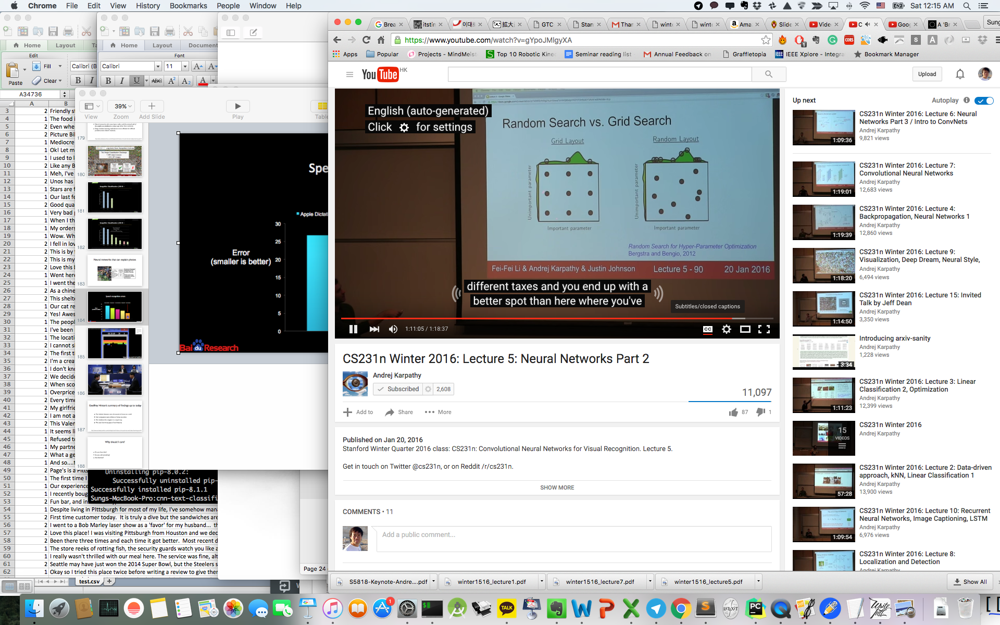 Chrome File Edit View History Bookmarks People Window Help
Sat 12:15 AM
Home Layout
Home Layout Document
Edit
Font
Fill
Calibri (B
Calibri 11
Paste
Clear
A34736
A B
3 2 Friendly st
4 1 The food i
5 2 Even whe
6 2 Picture Bil
7 1 Mediocre
8 1 Ok! Let m
9 1 I used to l
10 2 Like any B
11 1 Meh, I've
12 2 Unos has
13 1 Stars are f
14 1 Our last fe
15 2 Good qua
16 1 Very bad p
17 1 When I th
18 1 My orders
19 1 Wow. Wh
20 2 I fell in lov
21 2 This is by
22 2 This is my
23 2 Love this b
24 1 Went here
25 1 I went the
26 2 As a chine
27 2 This shelte
28 1 Our cat re
29 2 Yes! Awes
30 1 The peopl
31 1 I've been
32 1 The locati
33 2 I cannot s
34 2 The first ti
35 2 I'm a crea
36 1 I don't kno
37 2 We decide
38 2 When sco
39 1 Overprice
40 2 Every time
41 2 My girlfrie
42 2 I am not a
43 2 This Valen
44 1 It seems li
45 1 Refused to
46 1 My partne
47 2 What a ge
48 1 And so....t
49 2 Page's is a Pitts
50 1 The first time I
51 1 Our experience
52 1 I recently boug
53 2 Fun bar, and in
54 1 Despite living in PIttsburgh for most of my life, I've somehow mana
55 2 First time customer today. It is truly a dive but the sandwiches are
56 2 I went to a Bob Marley laser show as a 'favor' for my husband... th
57 2 Love this place! I was visiting Pittsburgh from Houston and we dec
58 2 Been there three times and each time it got better. Most recent d
59 1 The store reeks of rotting fish, the security guards watch you like a
60 1 I really wasn't thrilled with our meal here. The service was fine, alt
61 2 Seattle may have just won the 2014 Super Bowl, but the Steelers s
62 1 Okay so I tried this place twice before writing a review to give then
test.csv
39%
View Zoom Add Slide Play Table
179
180
181
182
Neural networks that can explain photos
183
Speech recognition errors
184
185
186
Geoffrey Hinton's summary of findings up to today
187
Why should I care?
188
Spe
Apple Dictat
Error
(smaller is better)
30
25
20
15
10
5
0
Baidu Research
Uninstalling pip-8.0.2:
Successfully uninstalled pip-
Successfully installed pip-8.1.1
Sungs-MacBook-Pro:cnn-text-classifi
Page 24
Brea itstin GTC Stan Than winte winte Ama Slide Vide C Goo A 'Br Sung
https://www.youtube.com/watch?v=gYpoJMlgyXA
Apps Popular Projects - MindMeist Top 10 Robotic Kine Seminar reading list Annual Feedback on Graffletopia IEEE Xplore - Integra Bookmark Manager
YouTube HK
Upload
English (auto-generated)
Click for settings
Random Search vs. Grid Search
Grid Layout
Random Layout
Unimportant parameter
Important parameter
Unimportant parameter
Important parameter
Random Search for Hyper-Parameter Optimization
Bergstra and Bengio, 2012
Fei-Fei Li & Andrej Karpathy & Justin Johnson Lecture 5 - 90 20 Jan 2016
different taxes and you end up with a
better spot than here where you've
Subtitles/closed captions
1:11:05 / 1:18:37
CS231n Winter 2016: Lecture 5: Neural Networks Part 2
Andrej Karpathy
Subscribed 2,608
11,097
Add to Share More
87 1
Published on Jan 20, 2016
Stanford Winter Quarter 2016 class: CS231n: Convolutional Neural Networks for Visual Recognition. Lecture 5.
Get in touch on Twitter @cs231n, or on Reddit /r/cs231n.
SHOW MORE
COMMENTS • 11
Add a public comment...
Up next
Autoplay
CS231n Winter 2016: Lecture 6: Neural
Networks Part 3 / Intro to ConvNets
Andrej Karpathy
9,821 views
1:09:36
CS231n Winter 2016: Lecture 7:
Convolutional Neural Networks
Andrej Karpathy
12,683 views
1:19:01
CS231n Winter 2016: Lecture 4:
Backpropagation, Neural Networks 1
Andrej Karpathy
12,860 views
1:19:39
CS231n Winter 2016: Lecture 9:
Visualization, Deep Dream, Neural Style,
Andrej Karpathy
6,494 views
1:18:20
CS231n Winter 2016: Lecture 15: Invited
Talk by Jeff Dean
Andrej Karpathy
3,350 views
1:14:50
Introducing arxiv-sanity
Andrej Karpathy
1,228 views
3:34
CS231n Winter 2016: Lecture 3: Linear
Classification 2, Optimization
Andrej Karpathy
12,399 views
1:11:23
CS231n Winter 2016
Andrej Karpathy
15
VIDEOS
CS231n Winter 2016: Lecture 2: Data-driven
approach, kNN, Linear Classification 1
Andrej Karpathy
13,900 views
57:28
CS231n Winter 2016: Lecture 10: Recurrent
Neural Networks, Image Captioning, LSTM
Andrej Karpathy
6,976 views
1:09:54
CS231n Winter 2016: Lecture 8:
Localization and Detection
Andrej Karpathy
S5818-Keynote-Andre....pdf winter1516_lecture1.pdf winter1516_lecture7.pdf winter1516_lecture5.pdf Show All